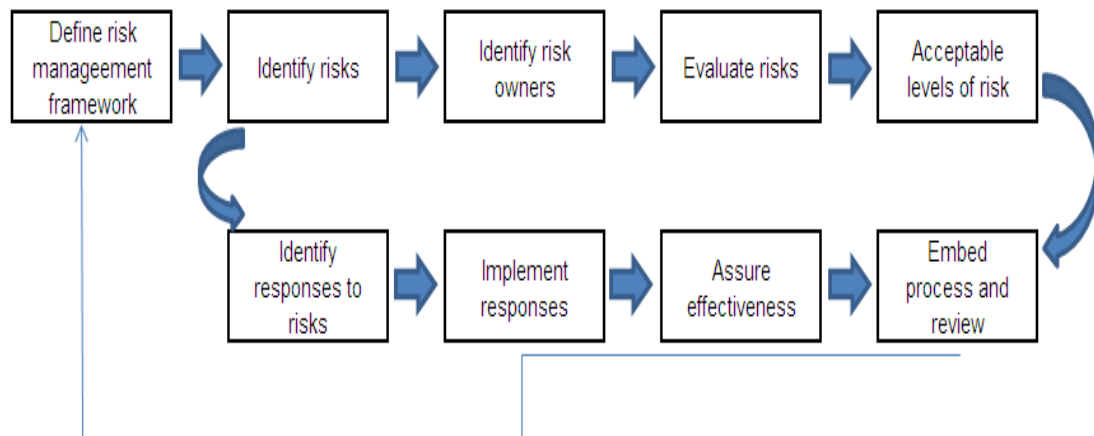 Define risk
manageement
framework
Identify risks
Identify risk
owners
Evaluate risks
Acceptable
levels of risk
Identify
responses to
risks
Implement
responses
Assure
effectiveness
Embed
process and
review